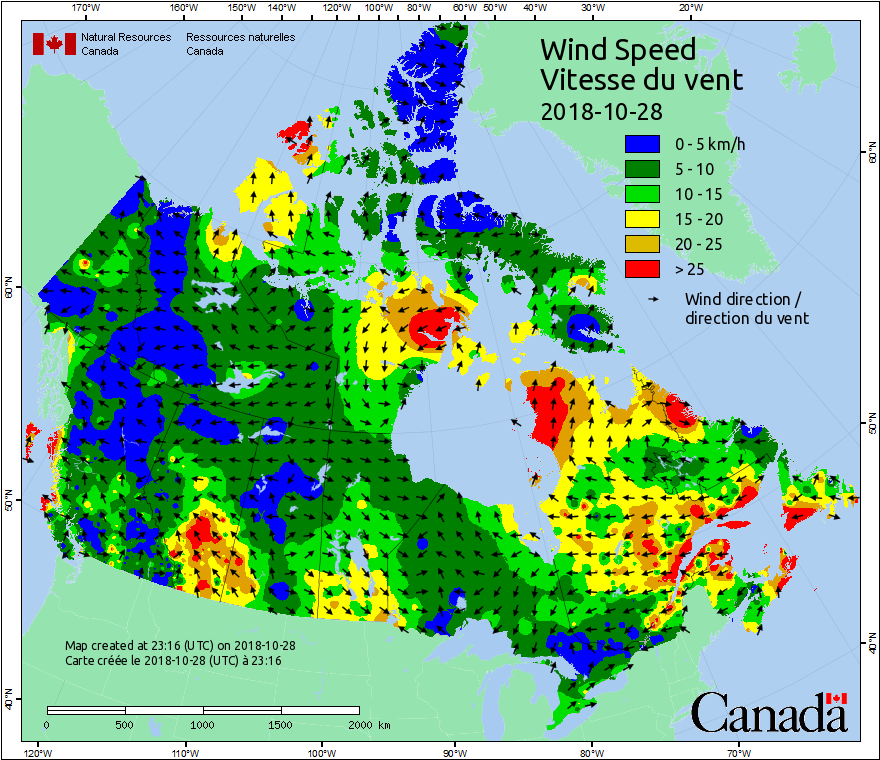 170°W 160°W 150°W 140°W 130°W 120°W 110°W 100°W 90°W 80°W 70°W 60°W 50°W 40°W 30°W 20°W
Natural Resources Ressources naturelles
Canada Canada
Wind Speed
Vitesse du vent
2018-10-28
0 - 5 km/h
5 - 10
10 - 15
15 - 20
20 - 25
> 25
Wind direction /
direction du vent
60°N 60°N
50°N 50°N
40°N 40°N
Map created at 23:16 (UTC) on 2018-10-28
Carte créée le 2018-10-28 (UTC) à 23:16
0 500 1000 1500 2000 km
Canada
120°W 110°W 100°W 90°W 80°W 70°W